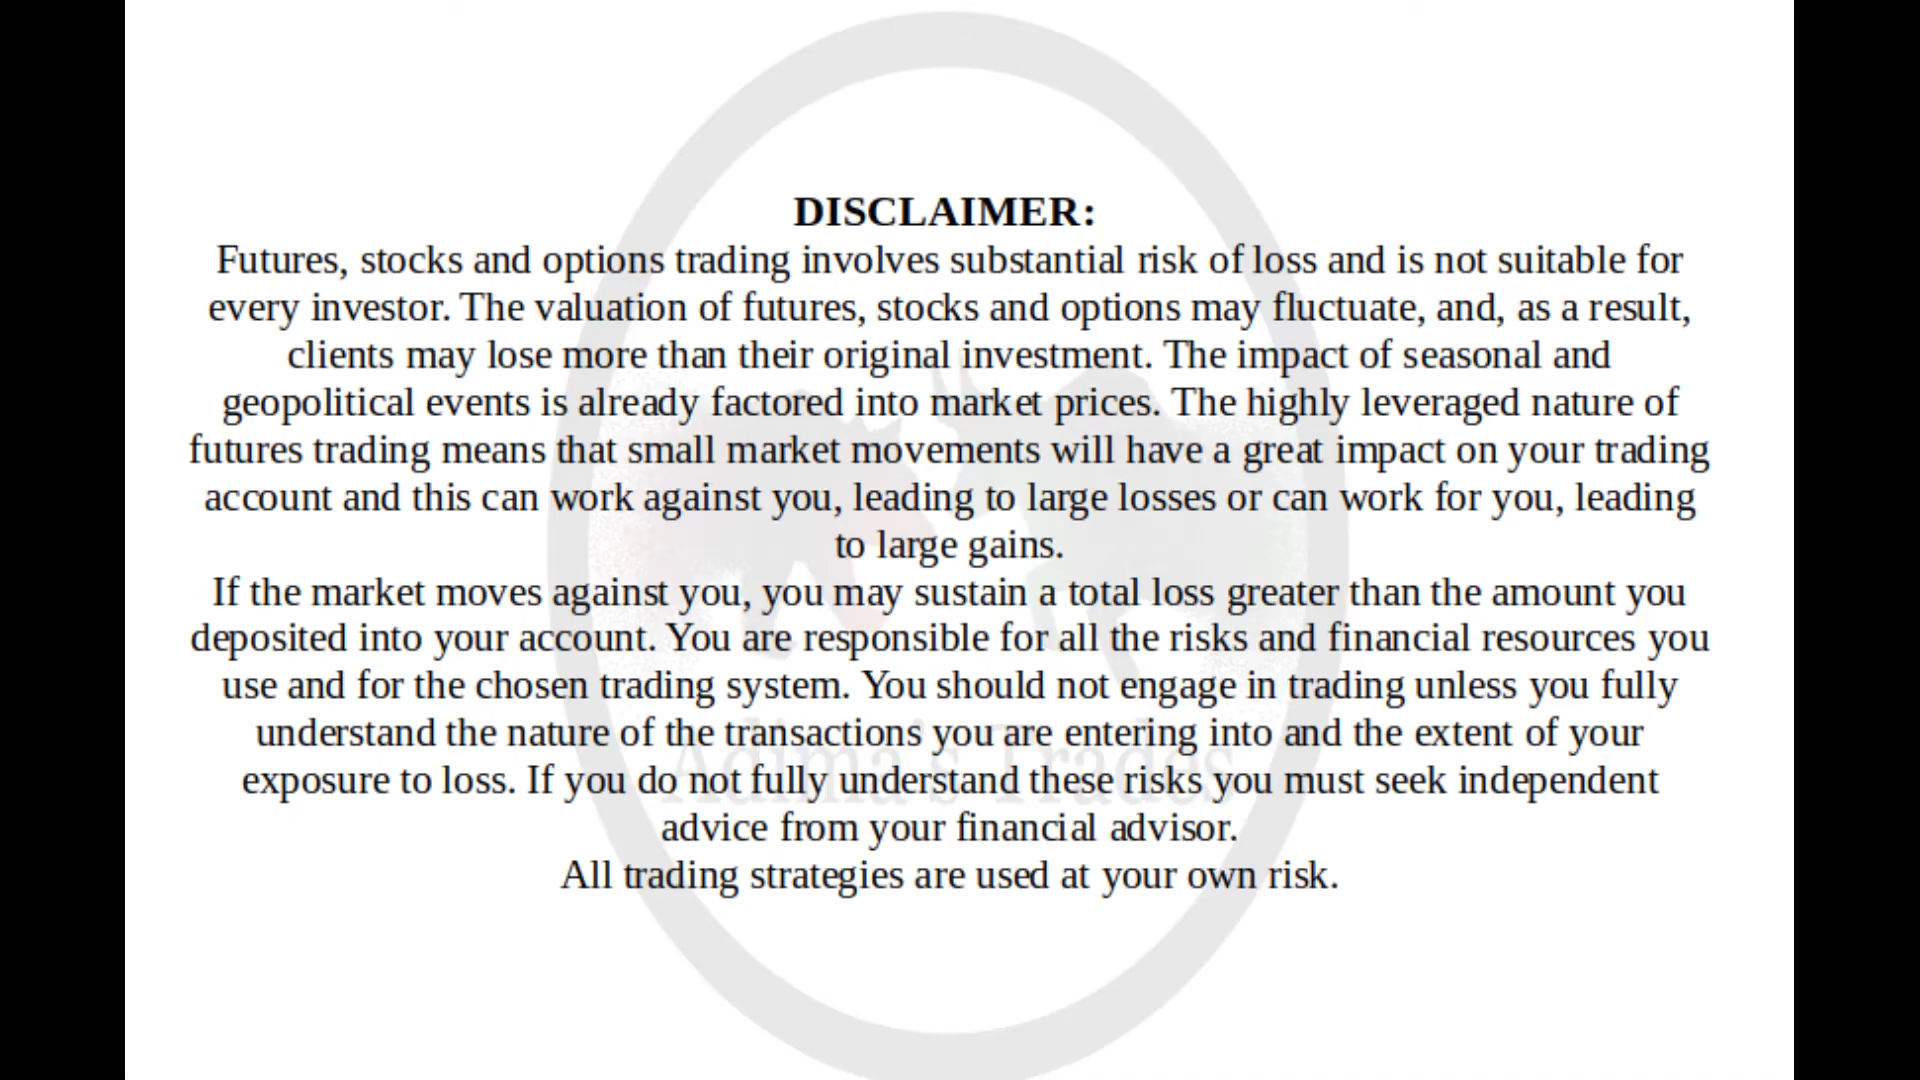 DISCLAIMER:
Futures, stocks and options trading involves substantial risk of loss and is not suitable for
every investor. The valuation of futures, stocks and options may fluctuate, and, as a result,
clients may lose more than their original investment. The impact of seasonal and
geopolitical events is already factored into market prices. The highly leveraged nature of
futures trading means that small market movements will have a great impact on your trading
account and this can work against you, leading to large losses or can work for you, leading
to large gains.
If the market moves against you, you may sustain a total loss greater than the amount you
deposited into your account. You are responsible for all the risks and financial resources you
use and for the chosen trading system. You should not engage in trading unless you fully
understand the nature of the transactions you are entering into and the extent of your
Adima's Trades
exposure to loss. If you do not fully understand these risks you must seek independent
advice from your financial advisor.
All trading strategies are used at your own risk.